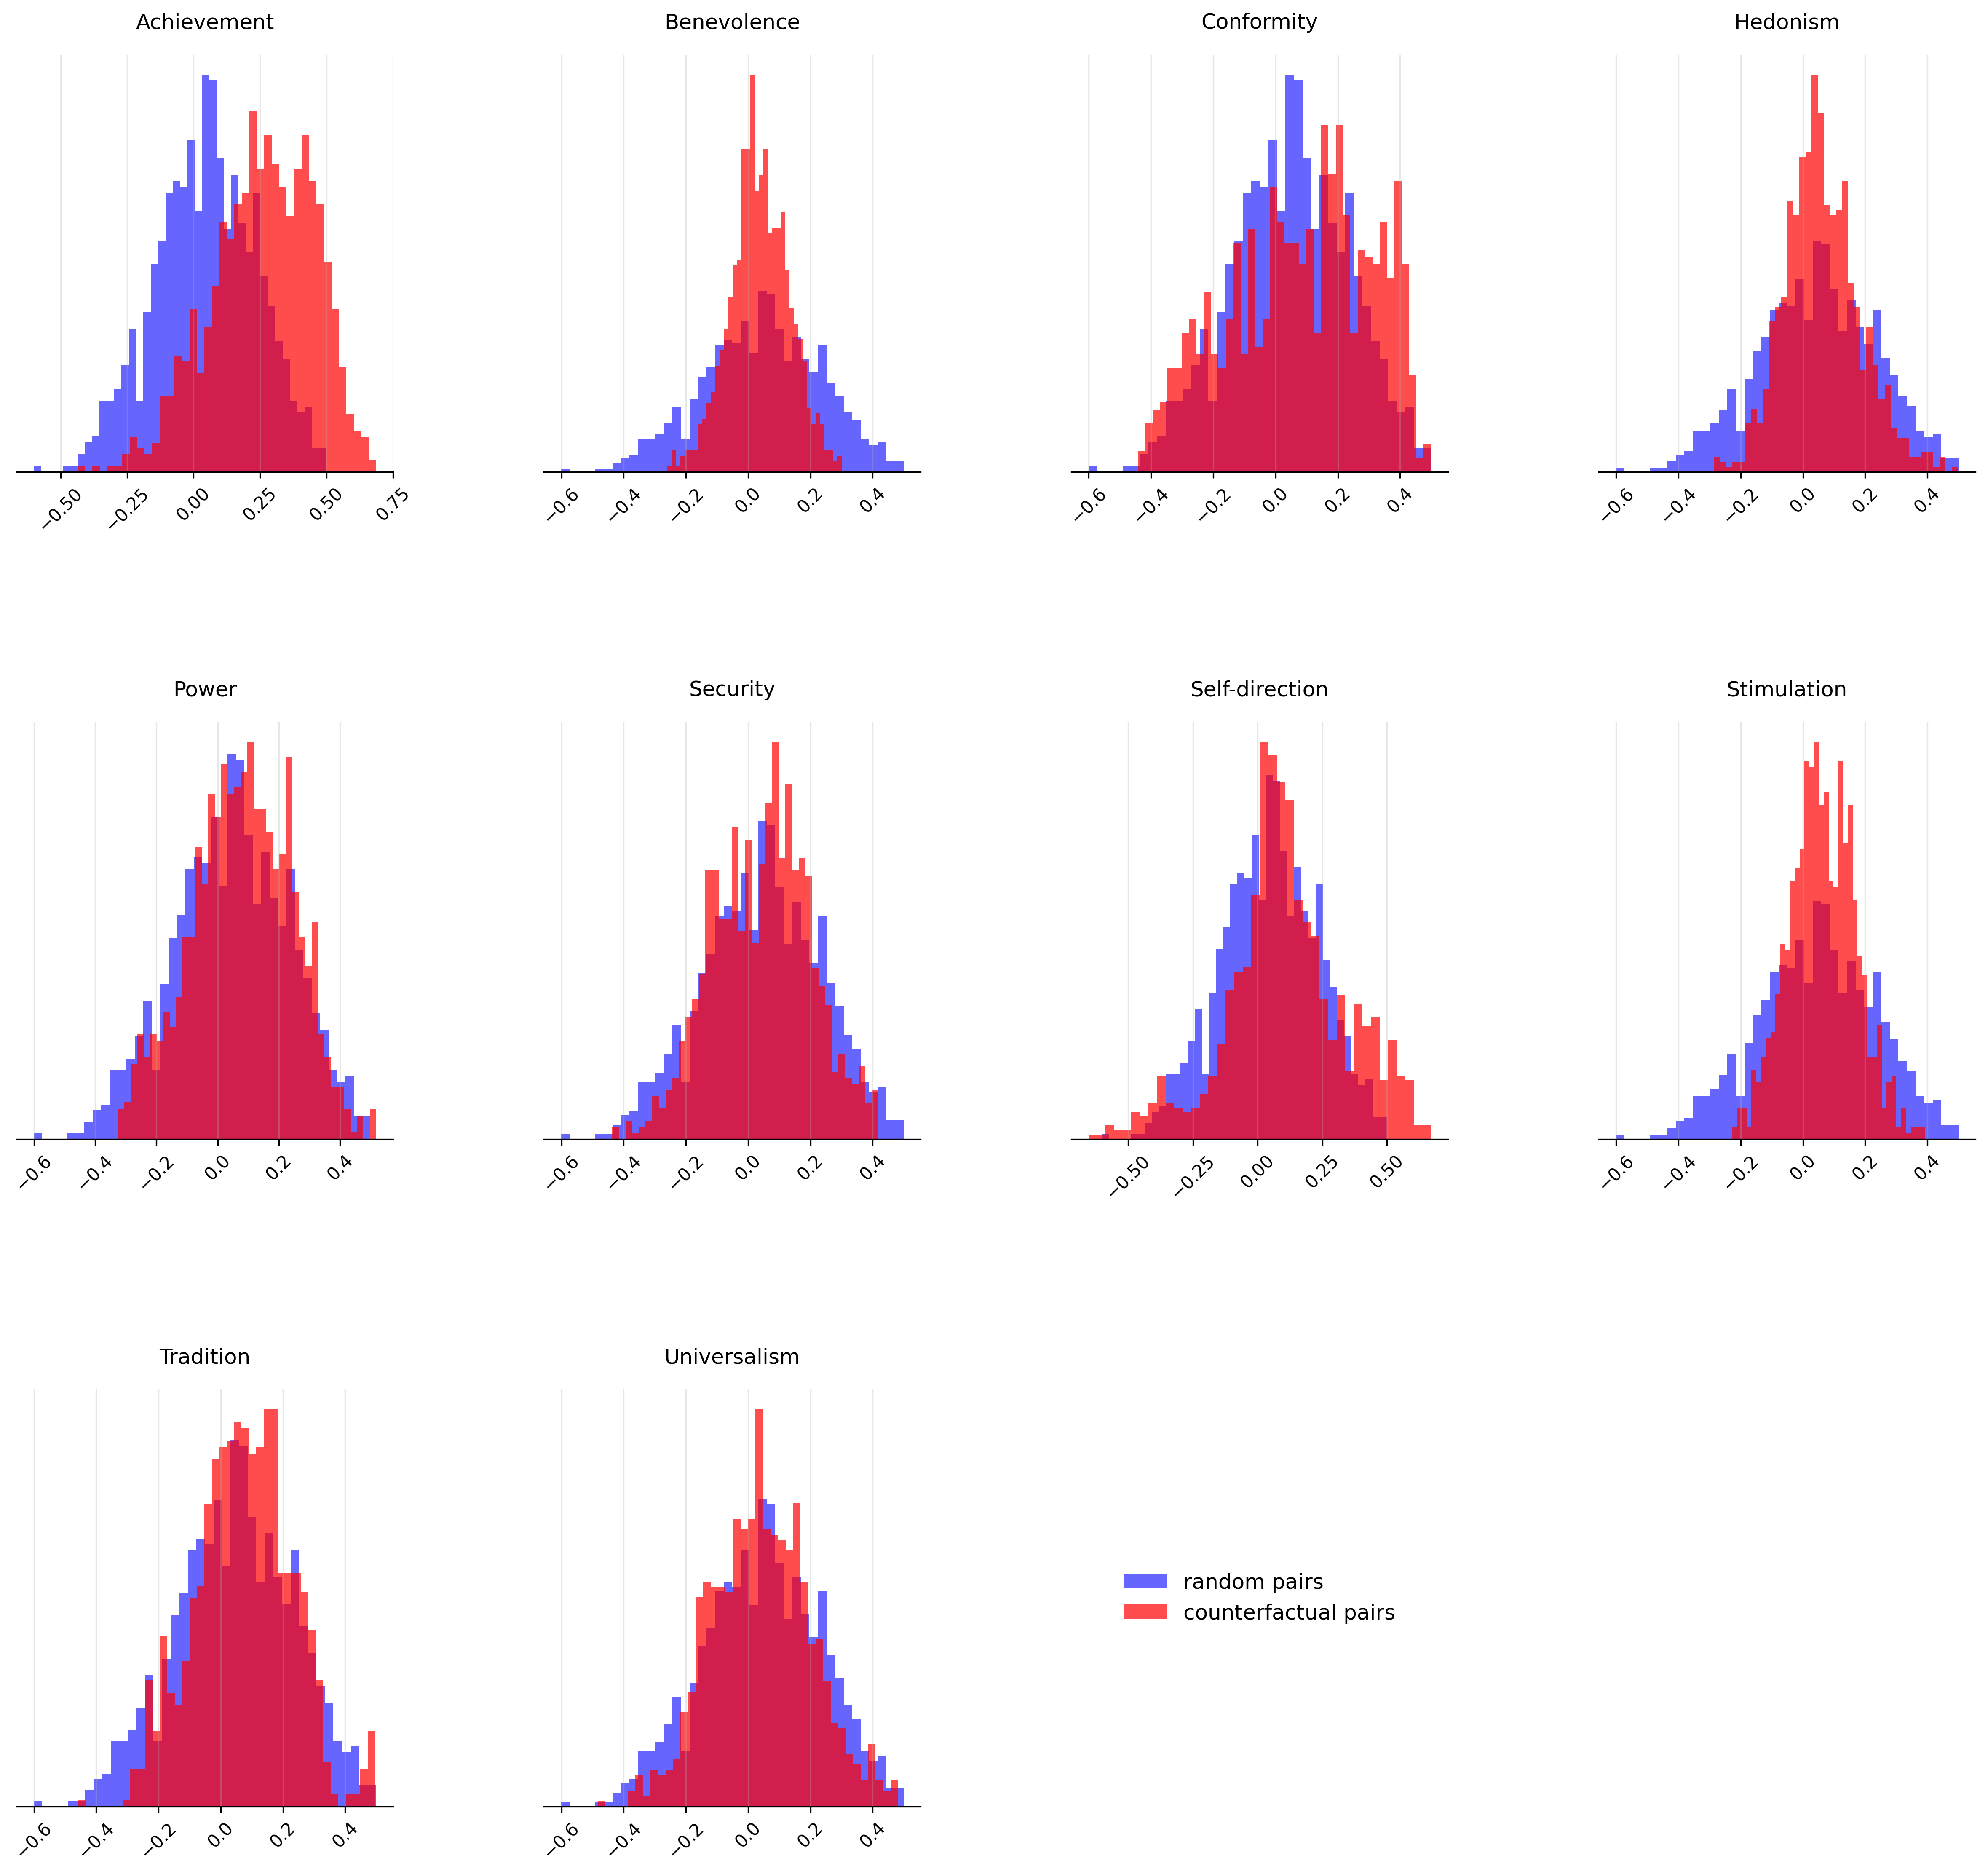 Achievement
Benevolence
Conformity
Hedonism
−0.50 −0.25 0.00 0.25 0.50 0.75
−0.6 −0.4 −0.2 0.0 0.2 0.4
−0.6 −0.4 −0.2 0.0 0.2 0.4
−0.6 −0.4 −0.2 0.0 0.2 0.4
Power
Security
Self-direction
Stimulation
−0.6 −0.4 −0.2 0.0 0.2 0.4
−0.6 −0.4 −0.2 0.0 0.2 0.4
−0.50 −0.25 0.00 0.25 0.50
−0.6 −0.4 −0.2 0.0 0.2 0.4
Tradition
Universalism
random pairs
counterfactual pairs
−0.6 −0.4 −0.2 0.0 0.2 0.4
−0.6 −0.4 −0.2 0.0 0.2 0.4